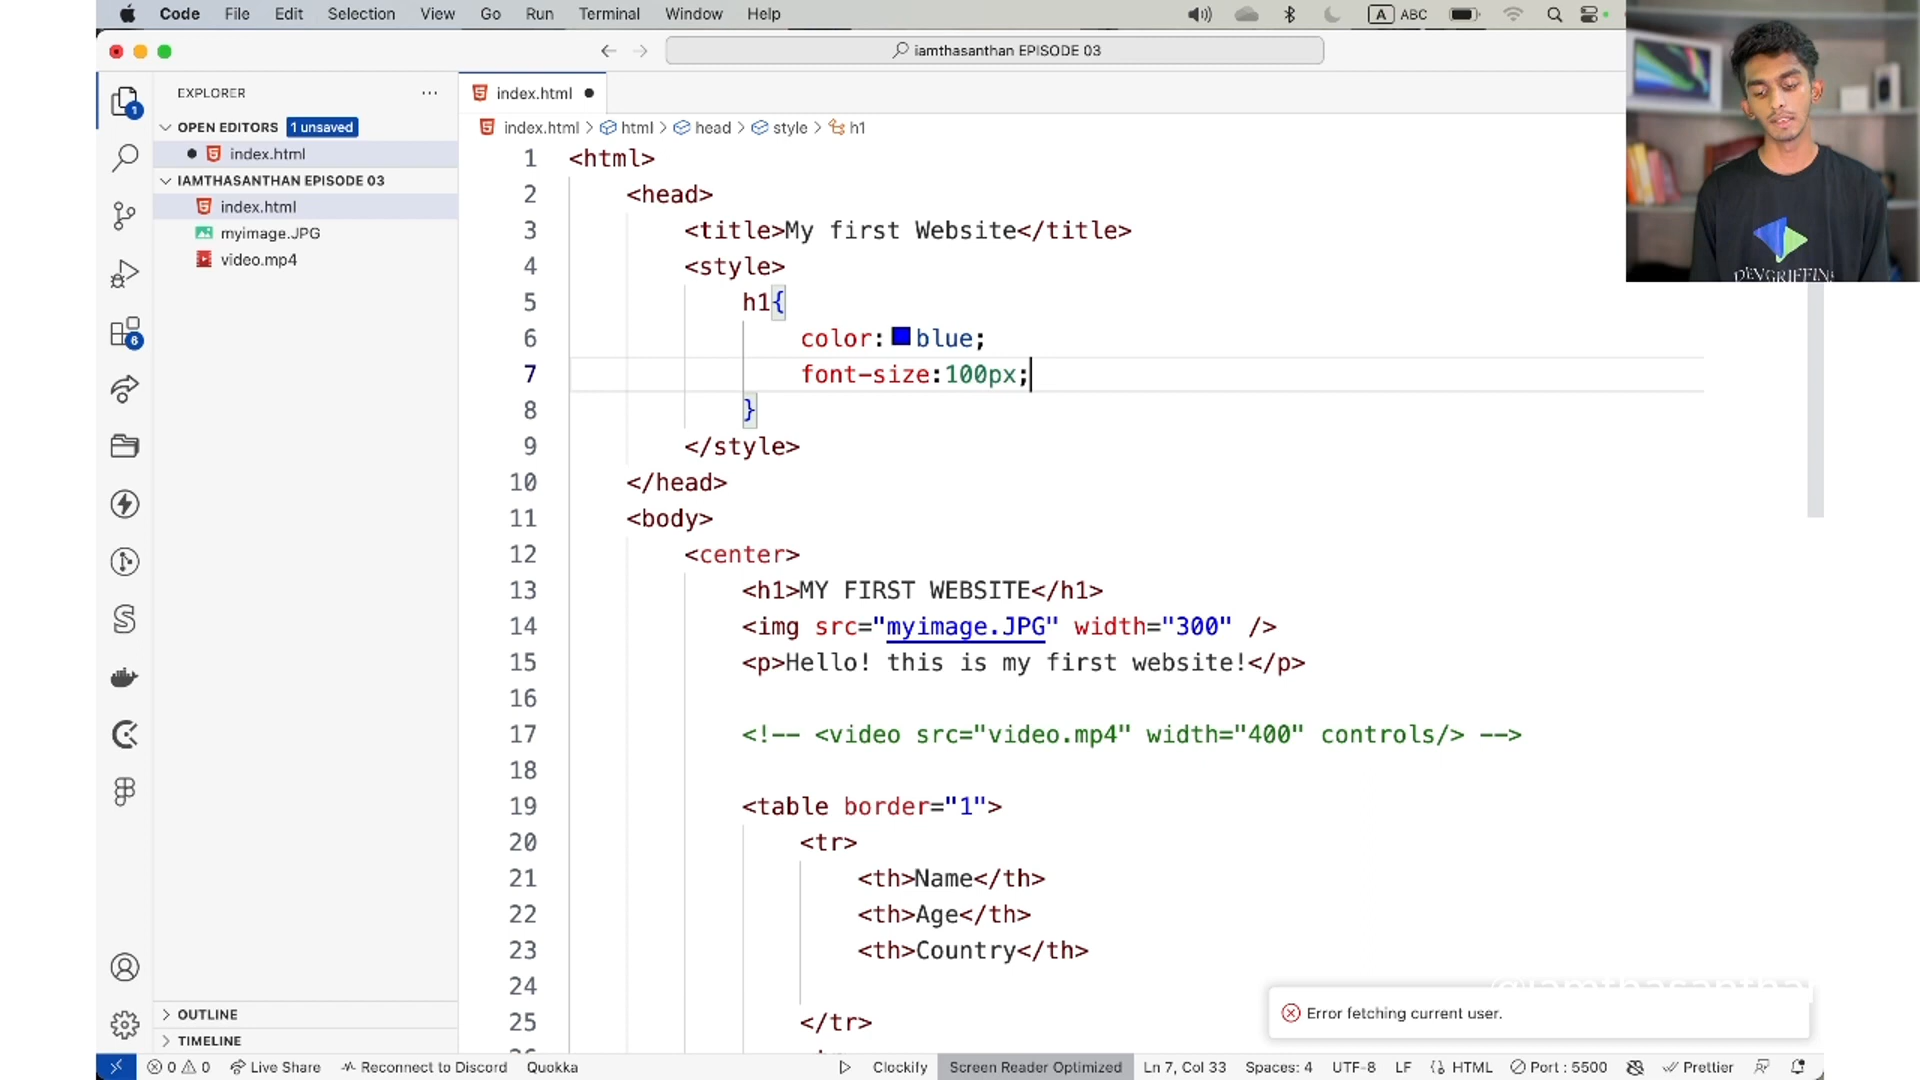 Code File Edit Selection View Go Run Terminal Window Help A ABC
iamthasanthan EPISODE 03
EXPLORER
OPEN EDITORS 1 unsaved
index.html
IAMTHASANTHAN EPISODE 03
index.html
myimage.JPG
video.mp4
OUTLINE
TIMELINE
1
6
index.html
index.html > html > head > style > h1
1 <html>
2 <head>
3 <title>My first Website</title>
4 <style>
5 h1{
6 color: blue;
7 font-size:100px;
8 }
9 </style>
10 </head>
11 <body>
12 <center>
13 <h1>MY FIRST WEBSITE</h1>
14 <img src="myimage.JPG" width="300" />
15 <p>Hello! this is my first website!</p>
16
17 <!-- <video src="video.mp4" width="400" controls/> -->
18
19 <table border="1">
20 <tr>
21 <th>Name</th>
22 <th>Age</th>
23 <th>Country</th>
24
25 </tr>
DEVGRIFFIN
Error fetching current user.
0 0 Live Share Reconnect to Discord Quokka Clockify Screen Reader Optimized Ln 7, Col 33 Spaces: 4 UTF-8 LF HTML Port : 5500 Prettier